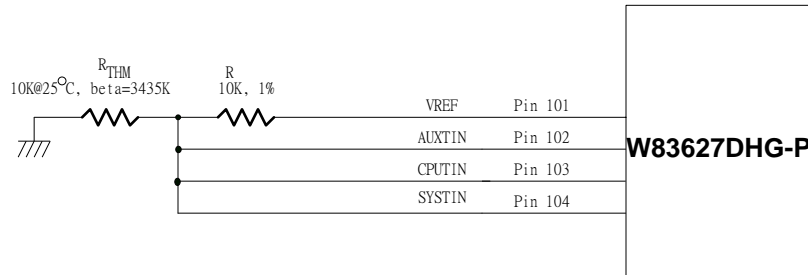 R_THM
10K@25°C, beta=3435K
R
10K, 1%
VREF Pin 101
AUXTIN Pin 102
CPUTIN Pin 103
SYSTIN Pin 104
W83627DHG-P